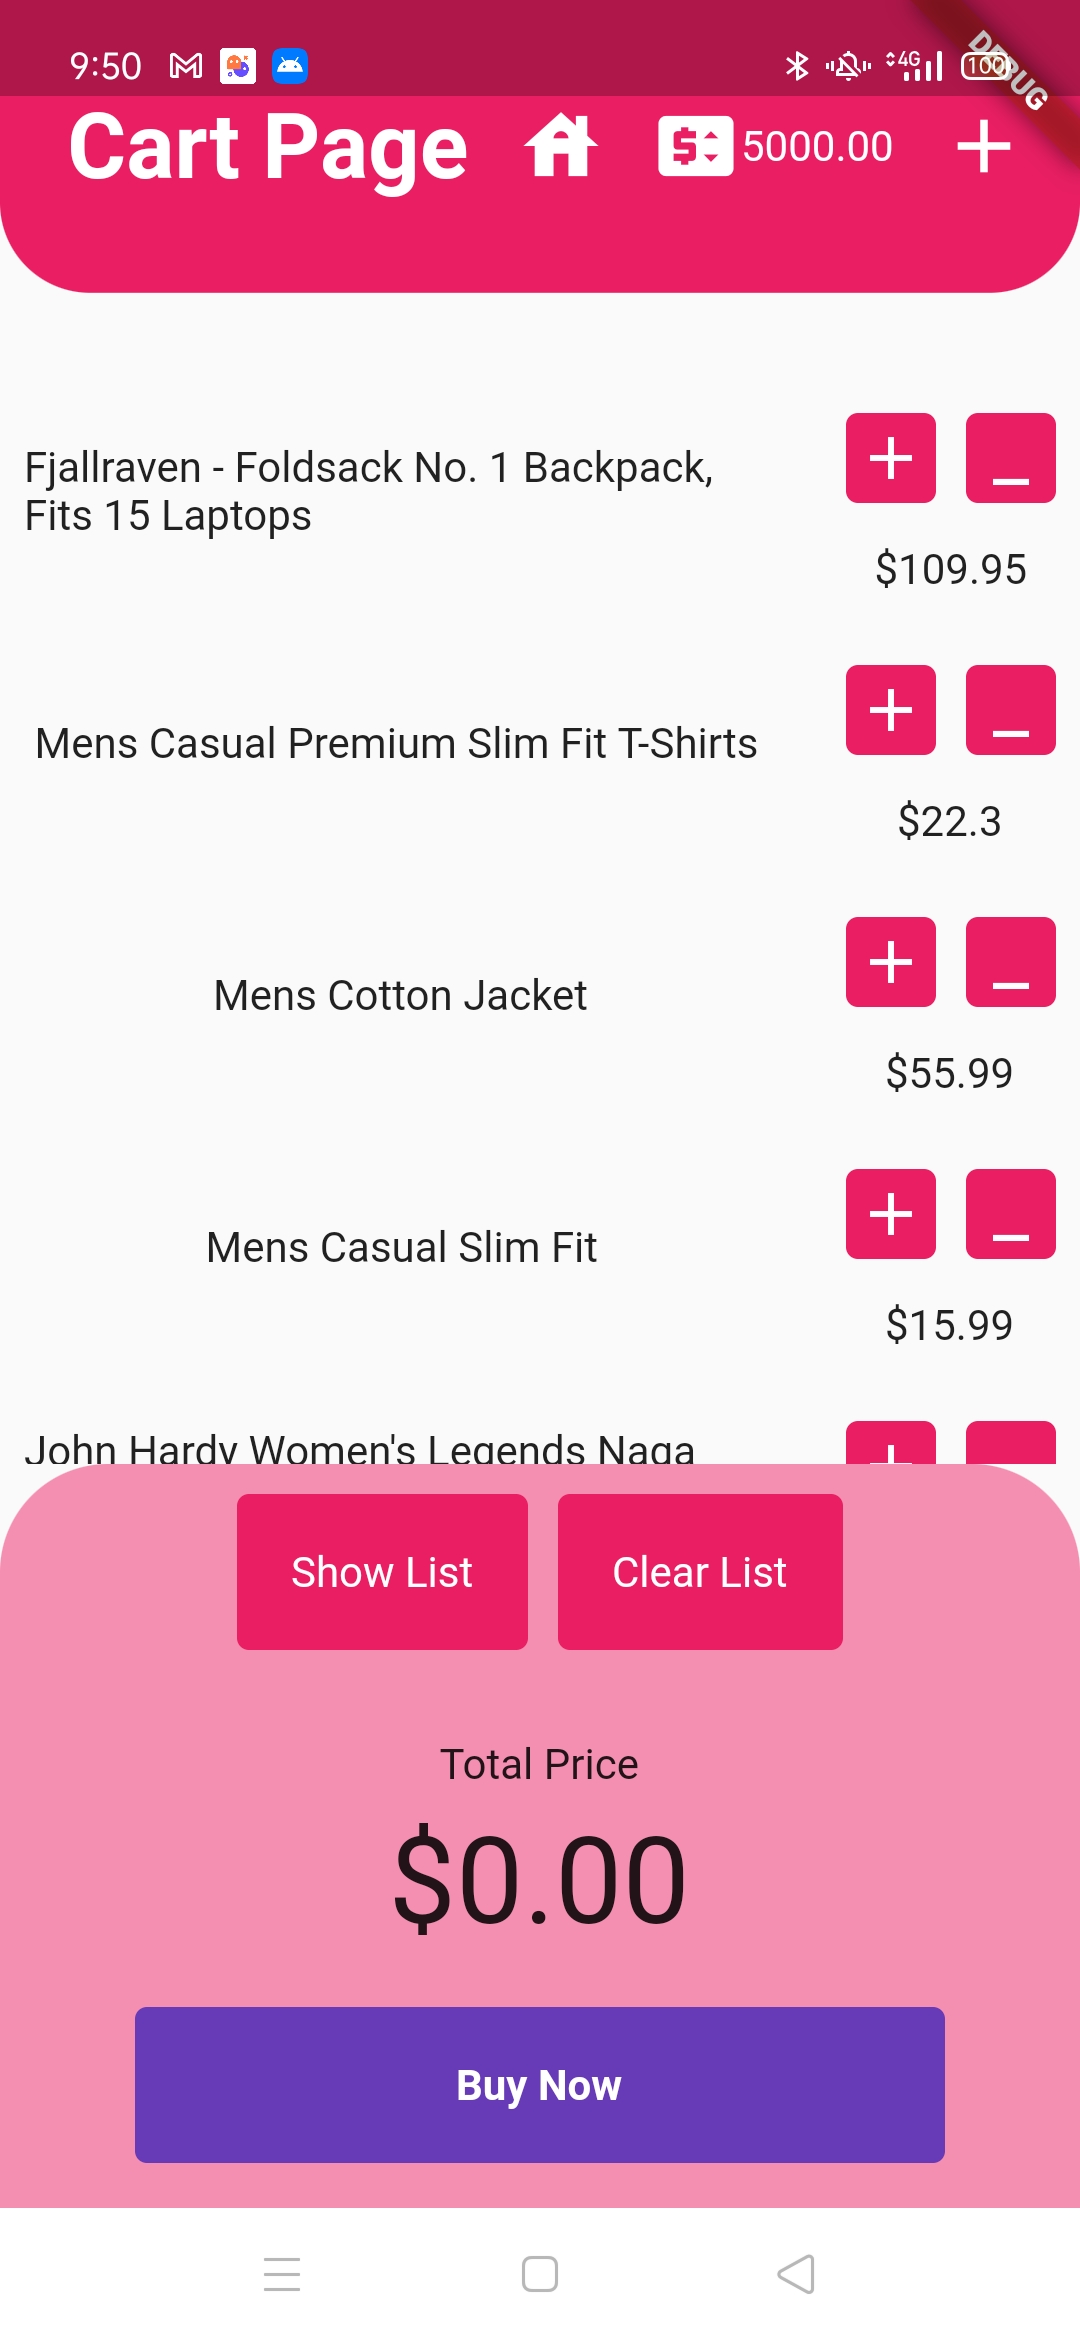 9:50 4G 100
DEBUG
Cart Page 5000.00
Fjallraven - Foldsack No. 1 Backpack,
Fits 15 Laptops
$109.95
Mens Casual Premium Slim Fit T-Shirts
$22.3
Mens Cotton Jacket
$55.99
Mens Casual Slim Fit
$15.99
John Hardy Women's Legends Naga
Show List Clear List
Total Price
$0.00
Buy Now